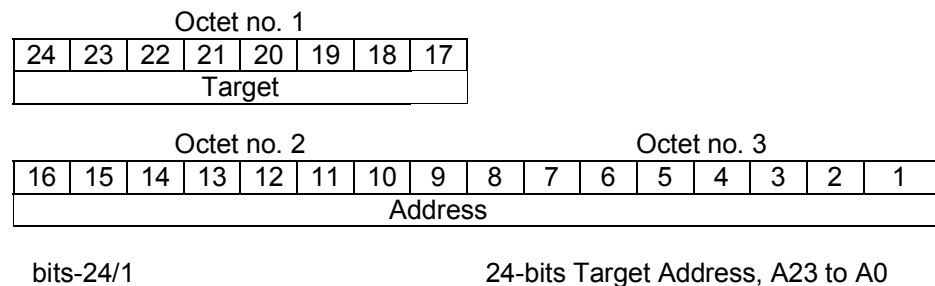 Octet no. 1
24 23 22 21 20 19 18 17
Target
Octet no. 2 Octet no. 3
16 15 14 13 12 11 10 9 8 7 6 5 4 3 2 1
Address
bits-24/1 24-bits Target Address, A23 to A0